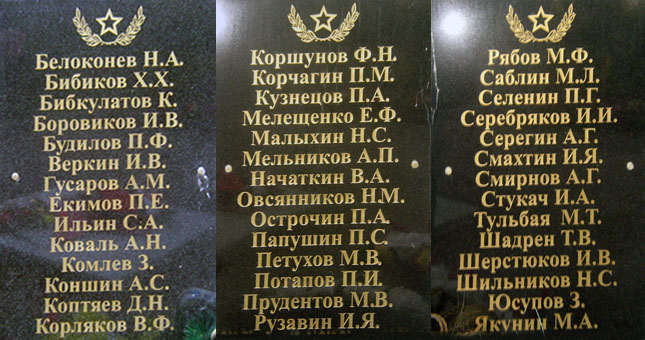 Белоконев Н.А.
Бибиков Х.Х.
Бибкулатов К.
Боровиков И.В.
Будилов П.Ф.
Веркин И.В.
Гусаров А.М.
Екимов П.Е.
Ильин С.А.
Коваль А.Н.
Комлев З.
Коншин А.С.
Коптяев Д.Н.
Корляков В.Ф.
Коршунов Ф.Н.
Корчагин П.М.
Кузнецов П.А.
Мелещенко Е.Ф.
Малыхин Н.С.
Мельников А.П.
Начаткин В.А.
Овсянников Н.М.
Острочин П.А.
Папушин П.С.
Петухов М.В.
Потапов П.И.
Прудентов М.В.
Рузавин И.Я.
Рябов М.Ф.
Саблин М.Л.
Селенин П.Г.
Серебряков И.И.
Серегин А.Г.
Смахтин И.Я.
Смирнов А.Г.
Стукач И.А.
Тульбая М.Т.
Шадрен Т.В.
Шерстюков И.В.
Шильников Н.С.
Юсупов З.
Якунин М.А.